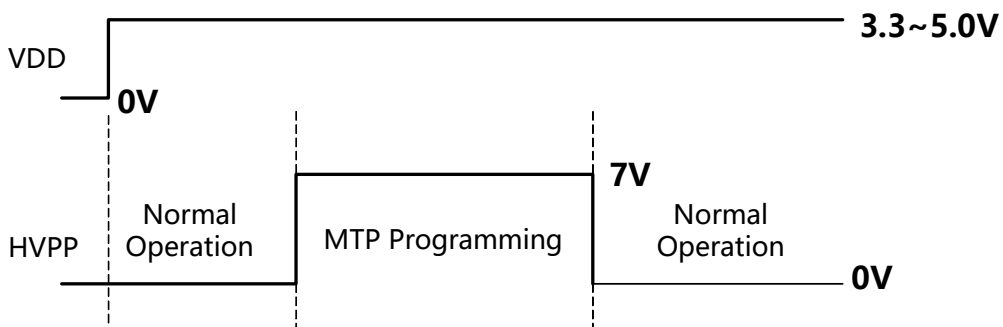 3.3~5.0V
VDD
0V
7V
Normal
Operation
MTP Programming
Normal
Operation
HVPP
0V